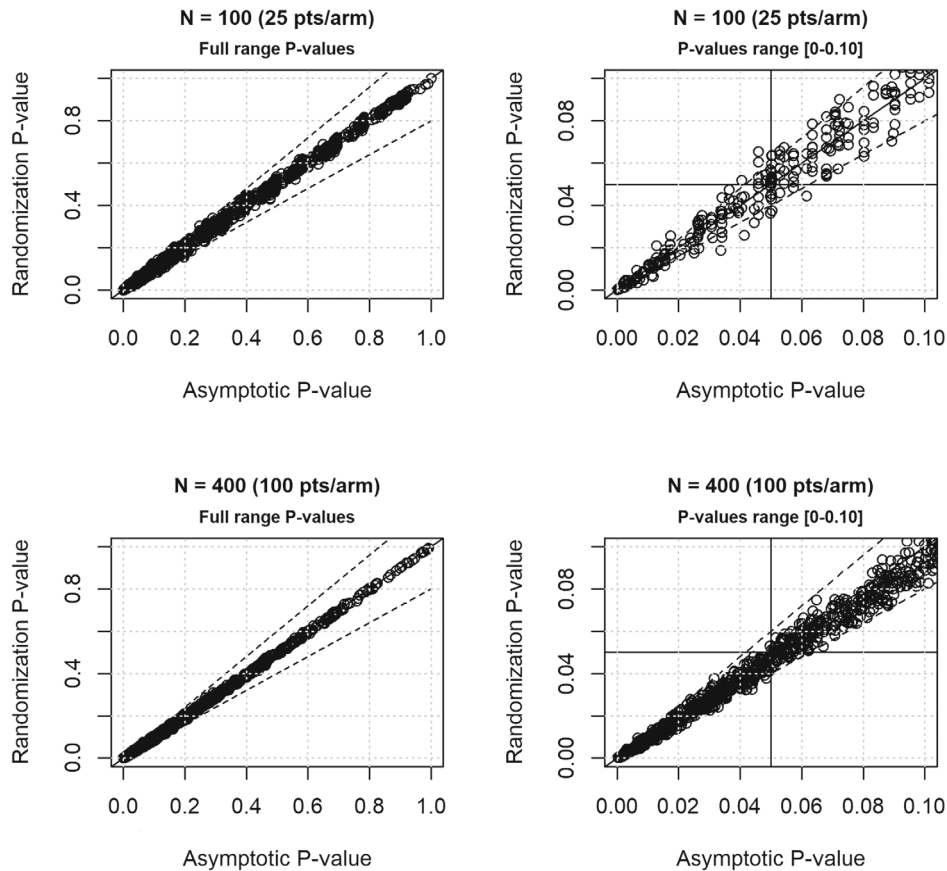 N = 100 (25 pts/arm)
Full range P-values
Randomization P-value
0.0 0.4 0.8
0.0 0.2 0.4 0.6 0.8 1.0
Asymptotic P-value
N = 100 (25 pts/arm)
P-values range [0-0.10]
Randomization P-value
0.00 0.04 0.08
0.00 0.02 0.04 0.06 0.08 0.10
Asymptotic P-value
N = 400 (100 pts/arm)
Full range P-values
Randomization P-value
0.0 0.4 0.8
0.0 0.2 0.4 0.6 0.8 1.0
Asymptotic P-value
N = 400 (100 pts/arm)
P-values range [0-0.10]
Randomization P-value
0.00 0.04 0.08
0.00 0.02 0.04 0.06 0.08 0.10
Asymptotic P-value